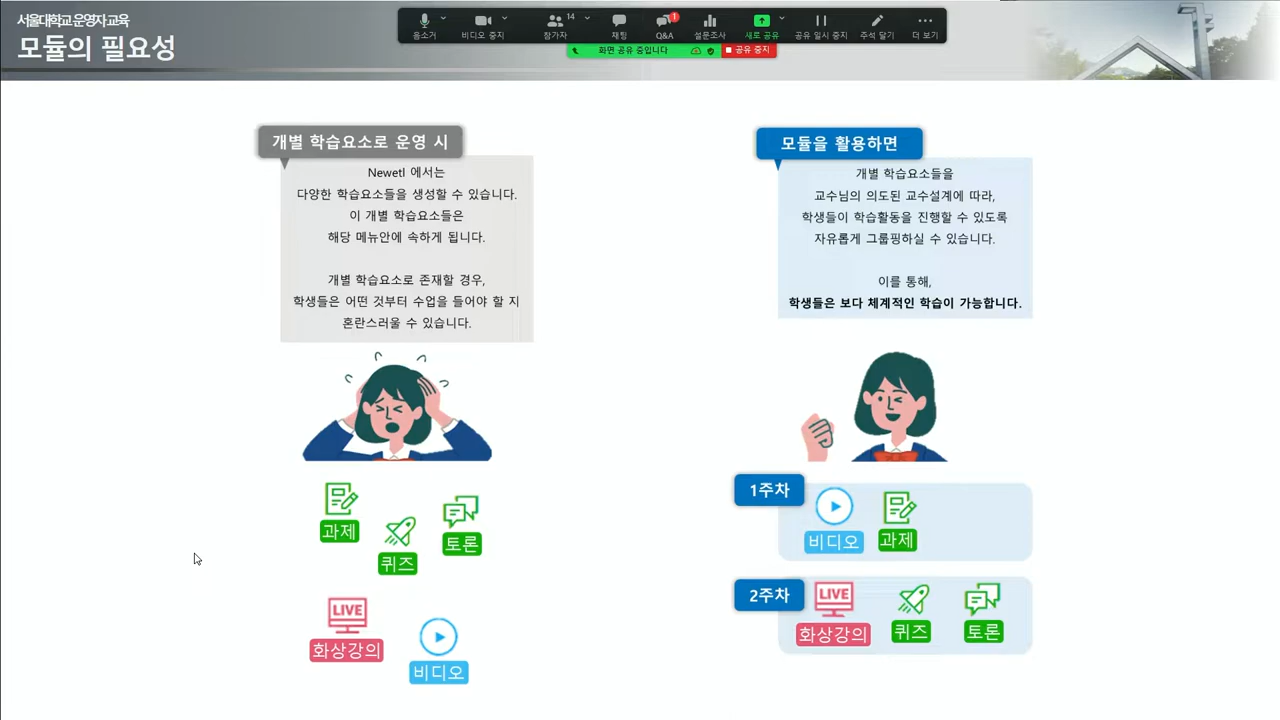 서울대학교 운영자 교육
모듈의 필요성
음소거
비디오 중지
14
참가자
채팅
1
Q&A
설문조사
새로 공유
공유 일시 중지
주석 달기
더 보기
화면 공유 중입니다
공유 중지
개별 학습요소로 운영 시
Newetl 에서는
다양한 학습요소들을 생성할 수 있습니다.
이 개별 학습요소들은
해당 메뉴안에 속하게 됩니다.
개별 학습요소로 존재할 경우,
학생들은 어떤 것부터 수업을 들어야 할 지
혼란스러울 수 있습니다.
과제
퀴즈
토론
LIVE
화상강의
비디오
모듈을 활용하면
개별 학습요소들을
교수님의 의도된 교수설계에 따라,
학생들이 학습활동을 진행할 수 있도록
자유롭게 그룹핑하실 수 있습니다.
이를 통해,
학생들은 보다 체계적인 학습이 가능합니다.
1주차
비디오
과제
2주차
LIVE
화상강의
퀴즈
토론